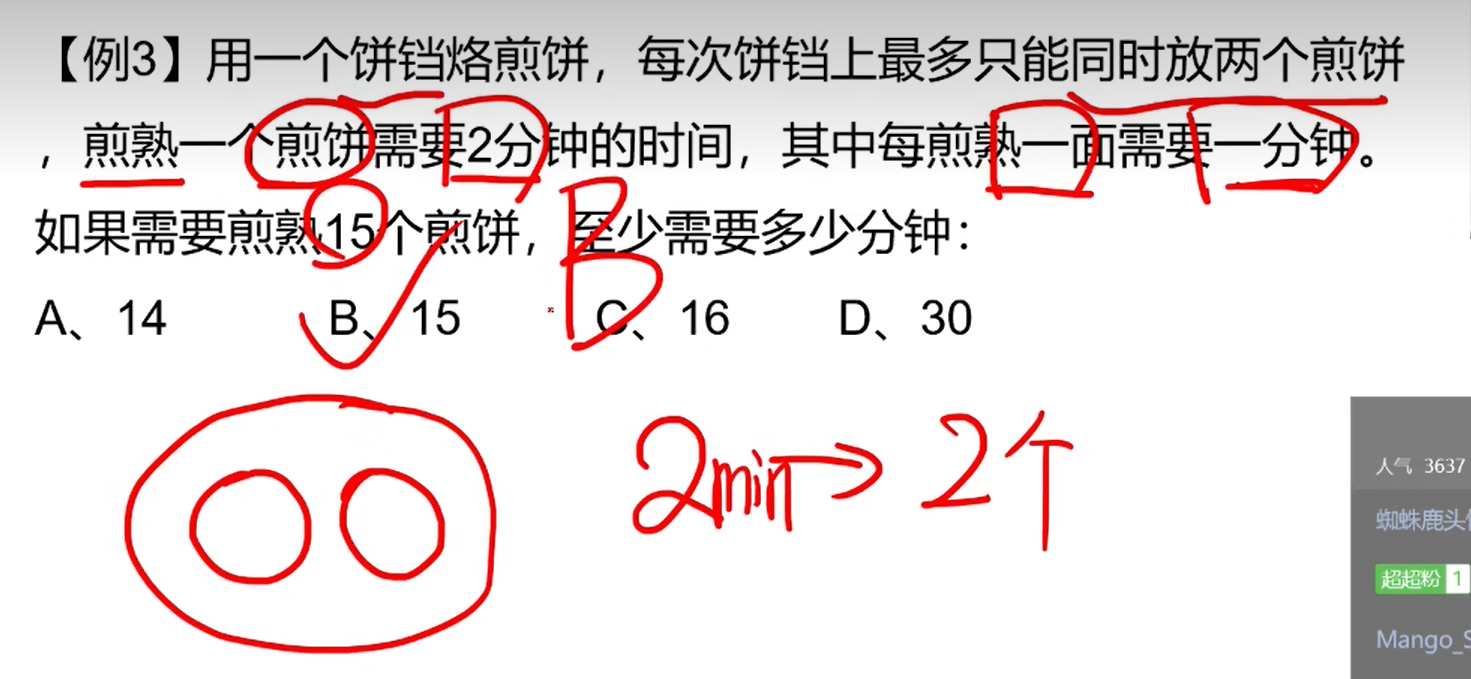 【例3】用一个饼铛烙煎饼，每次饼铛上最多只能同时放两个煎饼
，煎熟一个煎饼需要2分钟的时间，其中每煎熟一面需要一分钟。
如果需要煎熟15个煎饼，至少需要多少分钟：
B
A、14 B、15 C、16 D、30
2min→2个
人气 3637
蜘蛛鹿头
超超粉 1
Mango_S